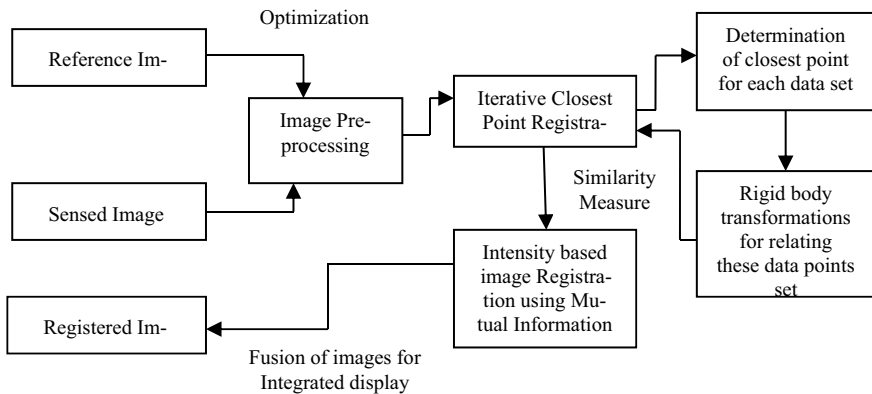 Optimization
Reference Im-
Image Pre-
processing
Sensed Image
Iterative Closest
Point Registra-
Determination
of closest point
for each data set
Rigid body
transformations
for relating
these data points
set
Similarity
Measure
Intensity based
image Registra-
tion using Mu-
tual Information
Registered Im-
Fusion of images for
Integrated display